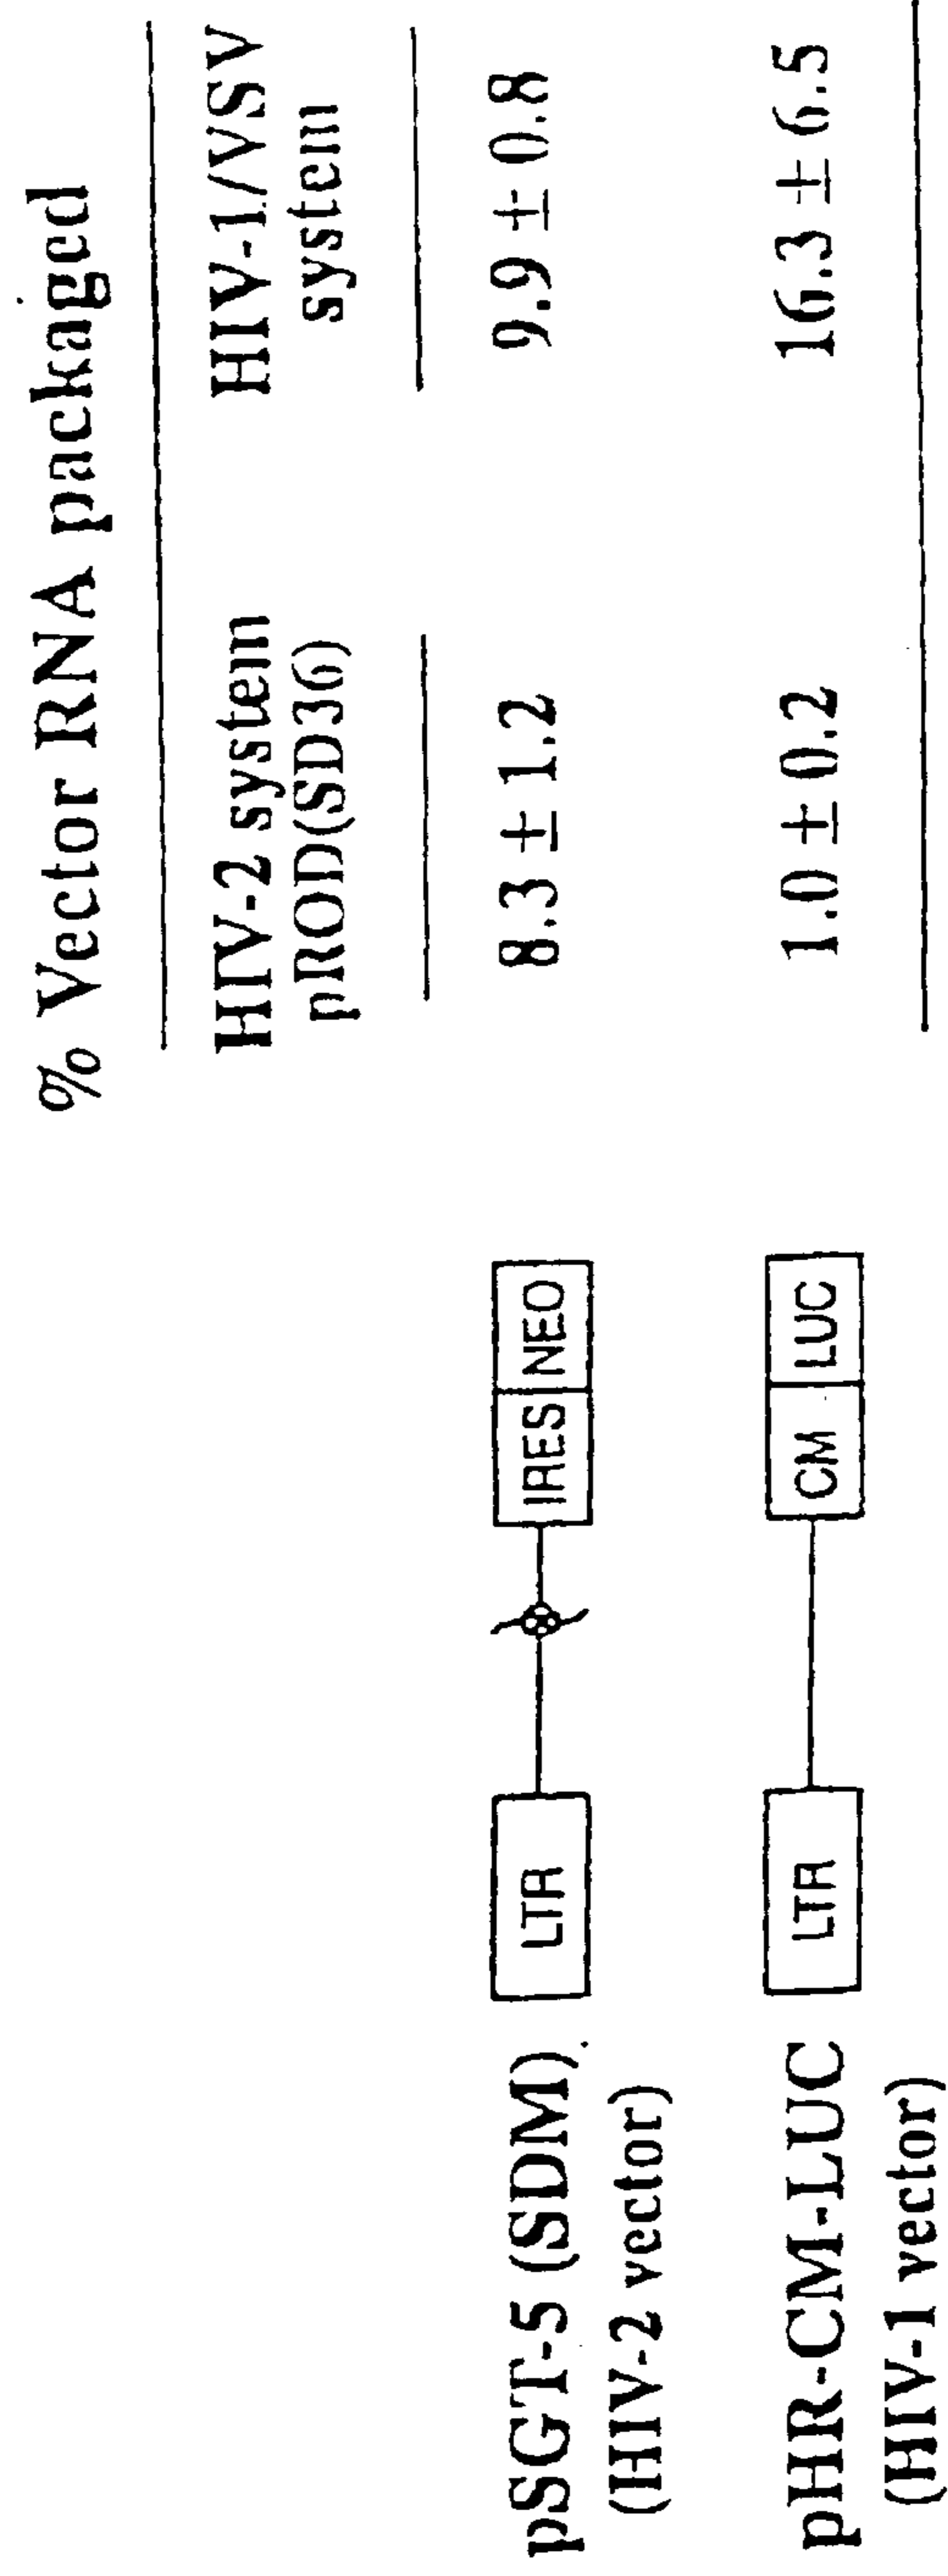 % Vector RNA packaged
HIV-2 system
pROD(SD36)
HIV-1/VSV
system
pSGT-5 (SDM)
(HIV-2 vector)
LTR
IRES NEO
8.3 ± 1.2
9.9 ± 0.8
pHR-CM-LUC
(HIV-1 vector)
LTR
CM LUC
1.0 ± 0.2
16.3 ± 6.5